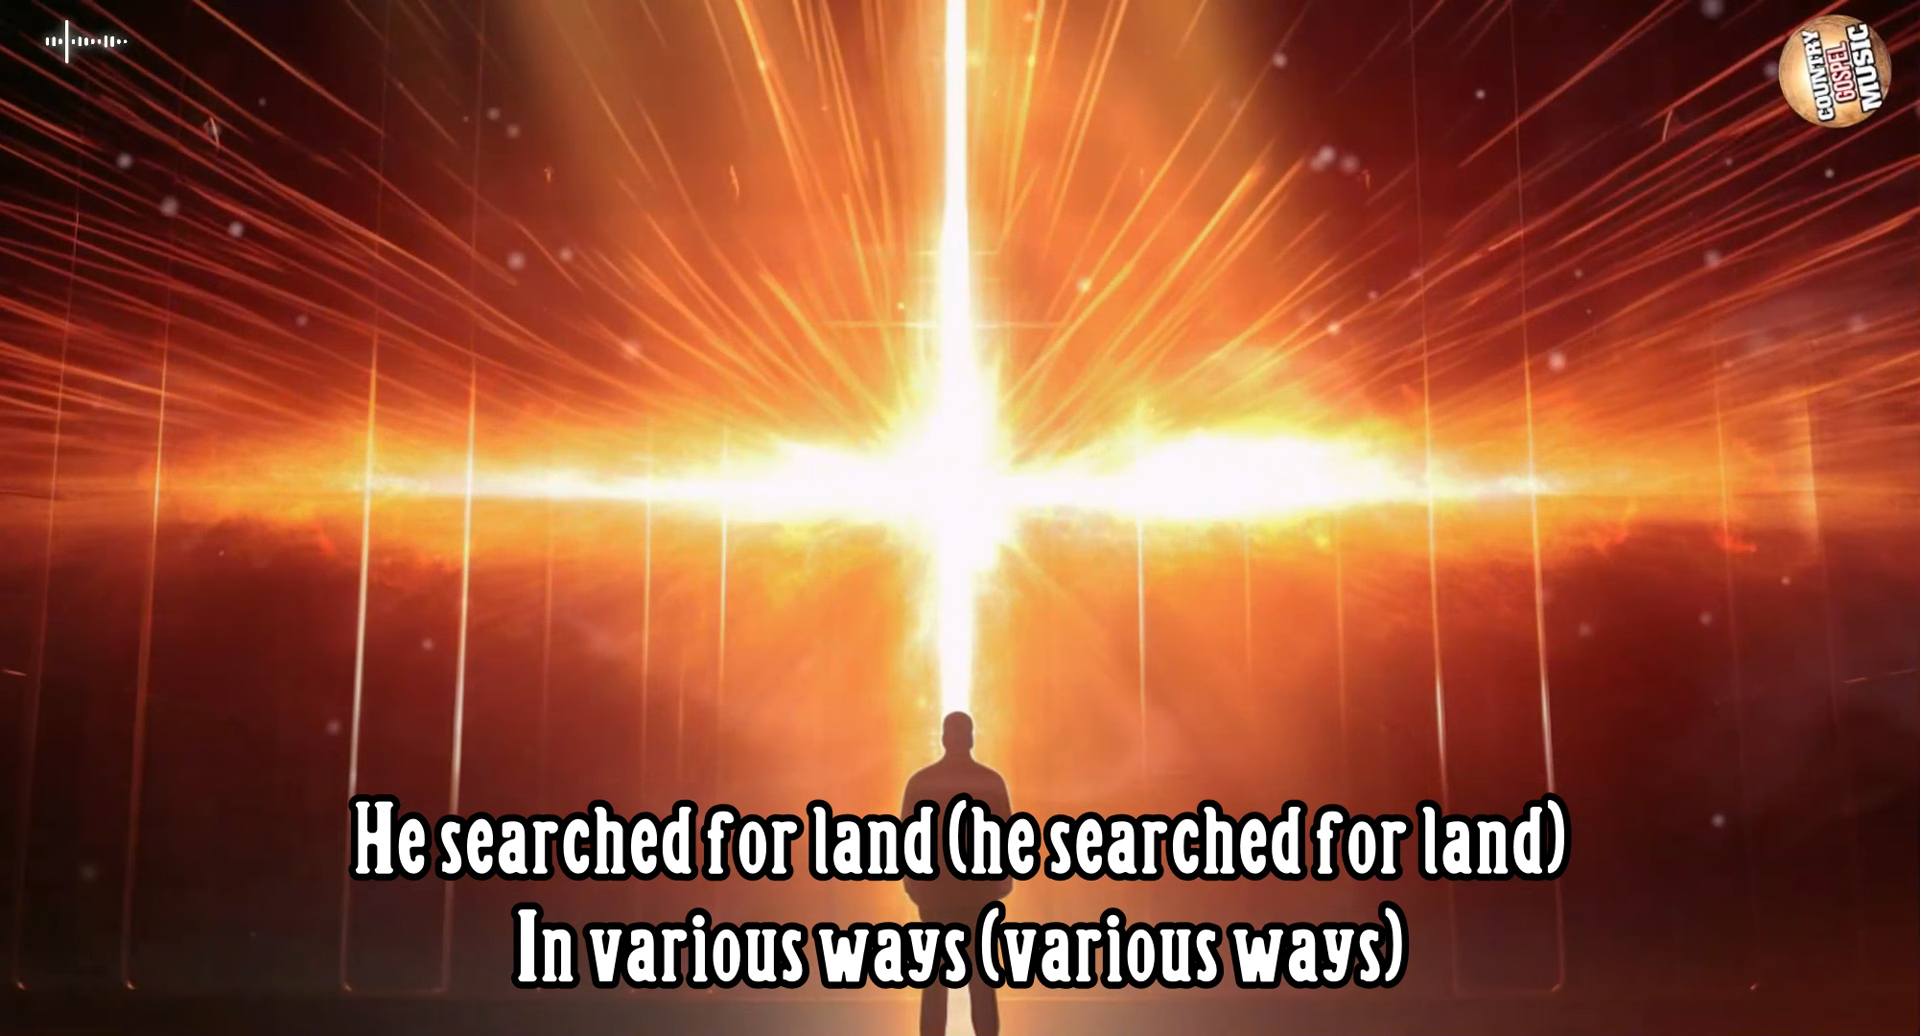 COUNTRY
GOSPEL
MUSIC
He searched for land (he searched for land)
In various ways (various ways)